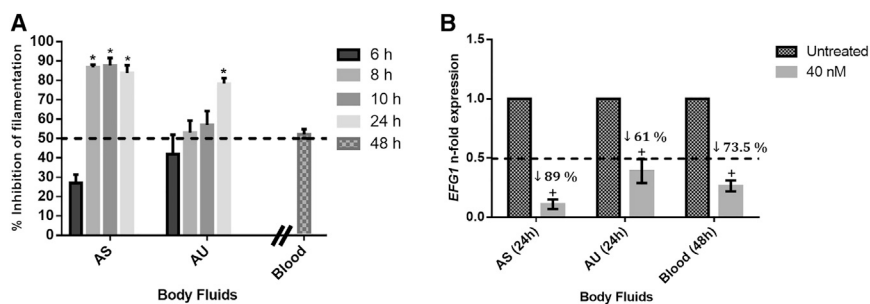 A
% Inhibition of filamentation
100
90
80
70
60
50
40
30
20
10
0
* * *
*
AS
AU
Blood
Body Fluids
6 h
8 h
10 h
24 h
48 h
B
EFG1 n-fold expression
1.5
1.0
0.5
0.0
↓ 89 %
+
↓ 61 %
+
↓ 73.5 %
+
AS (24h)
AU (24h)
Blood (48h)
Body Fluids
Untreated
40 nM